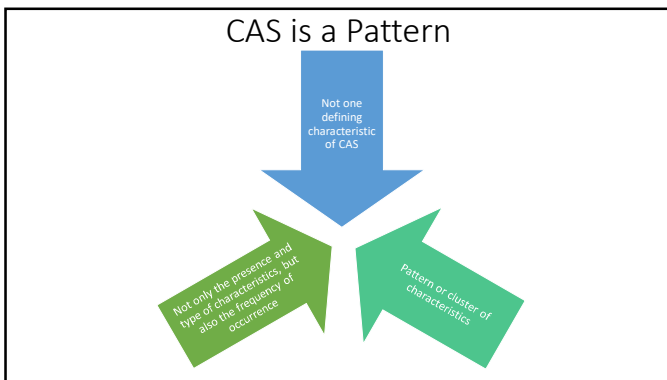 CAS is a Pattern
Not one
defining
characteristic
of CAS
Not only the presence and
type of characteristics, but
also the frequency of
occurrence
Pattern or cluster of
characteristics